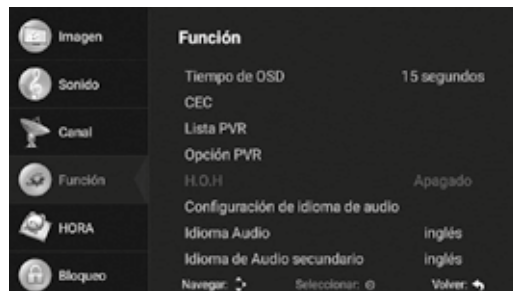 Imagen
Sonido
Canal
Función
HORA
Bloqueo
Función
Tiempo de OSD 15 segundos
CEC
Lista PVR
Opción PVR
H.O.H Apagado
Configuración de idioma de audio
Idioma Audio inglés
Idioma de Audio secundario inglés
Navegar: Seleccionar: Volver: